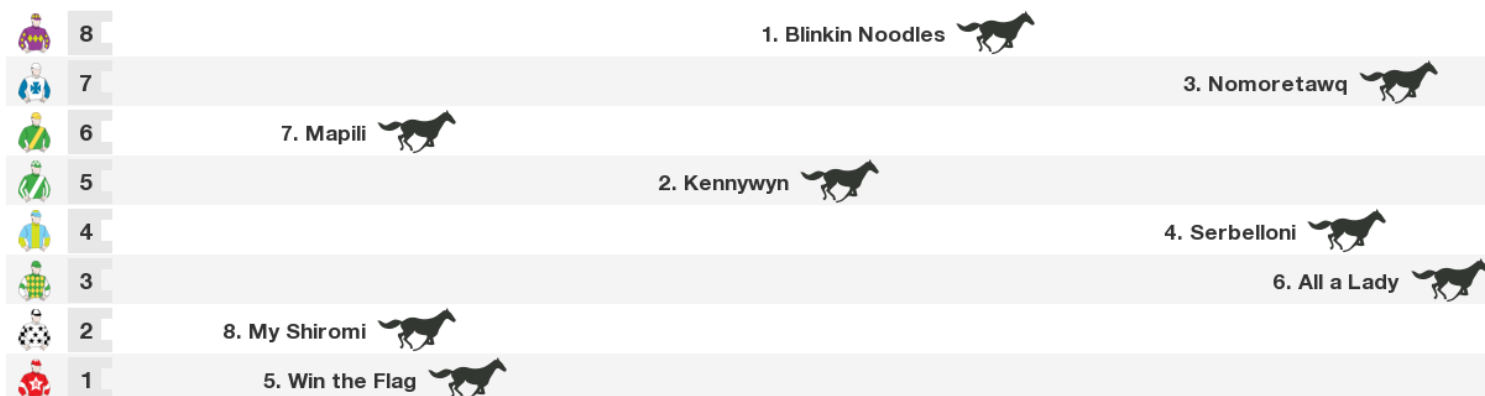 8 1. Blinkin Noodles
7 3. Nomoretawq
6 7. Mapili
5 2. Kennywyn
4 4. Serbelloni
3 6. All a Lady
2 8. My Shiromi
1 5. Win the Flag